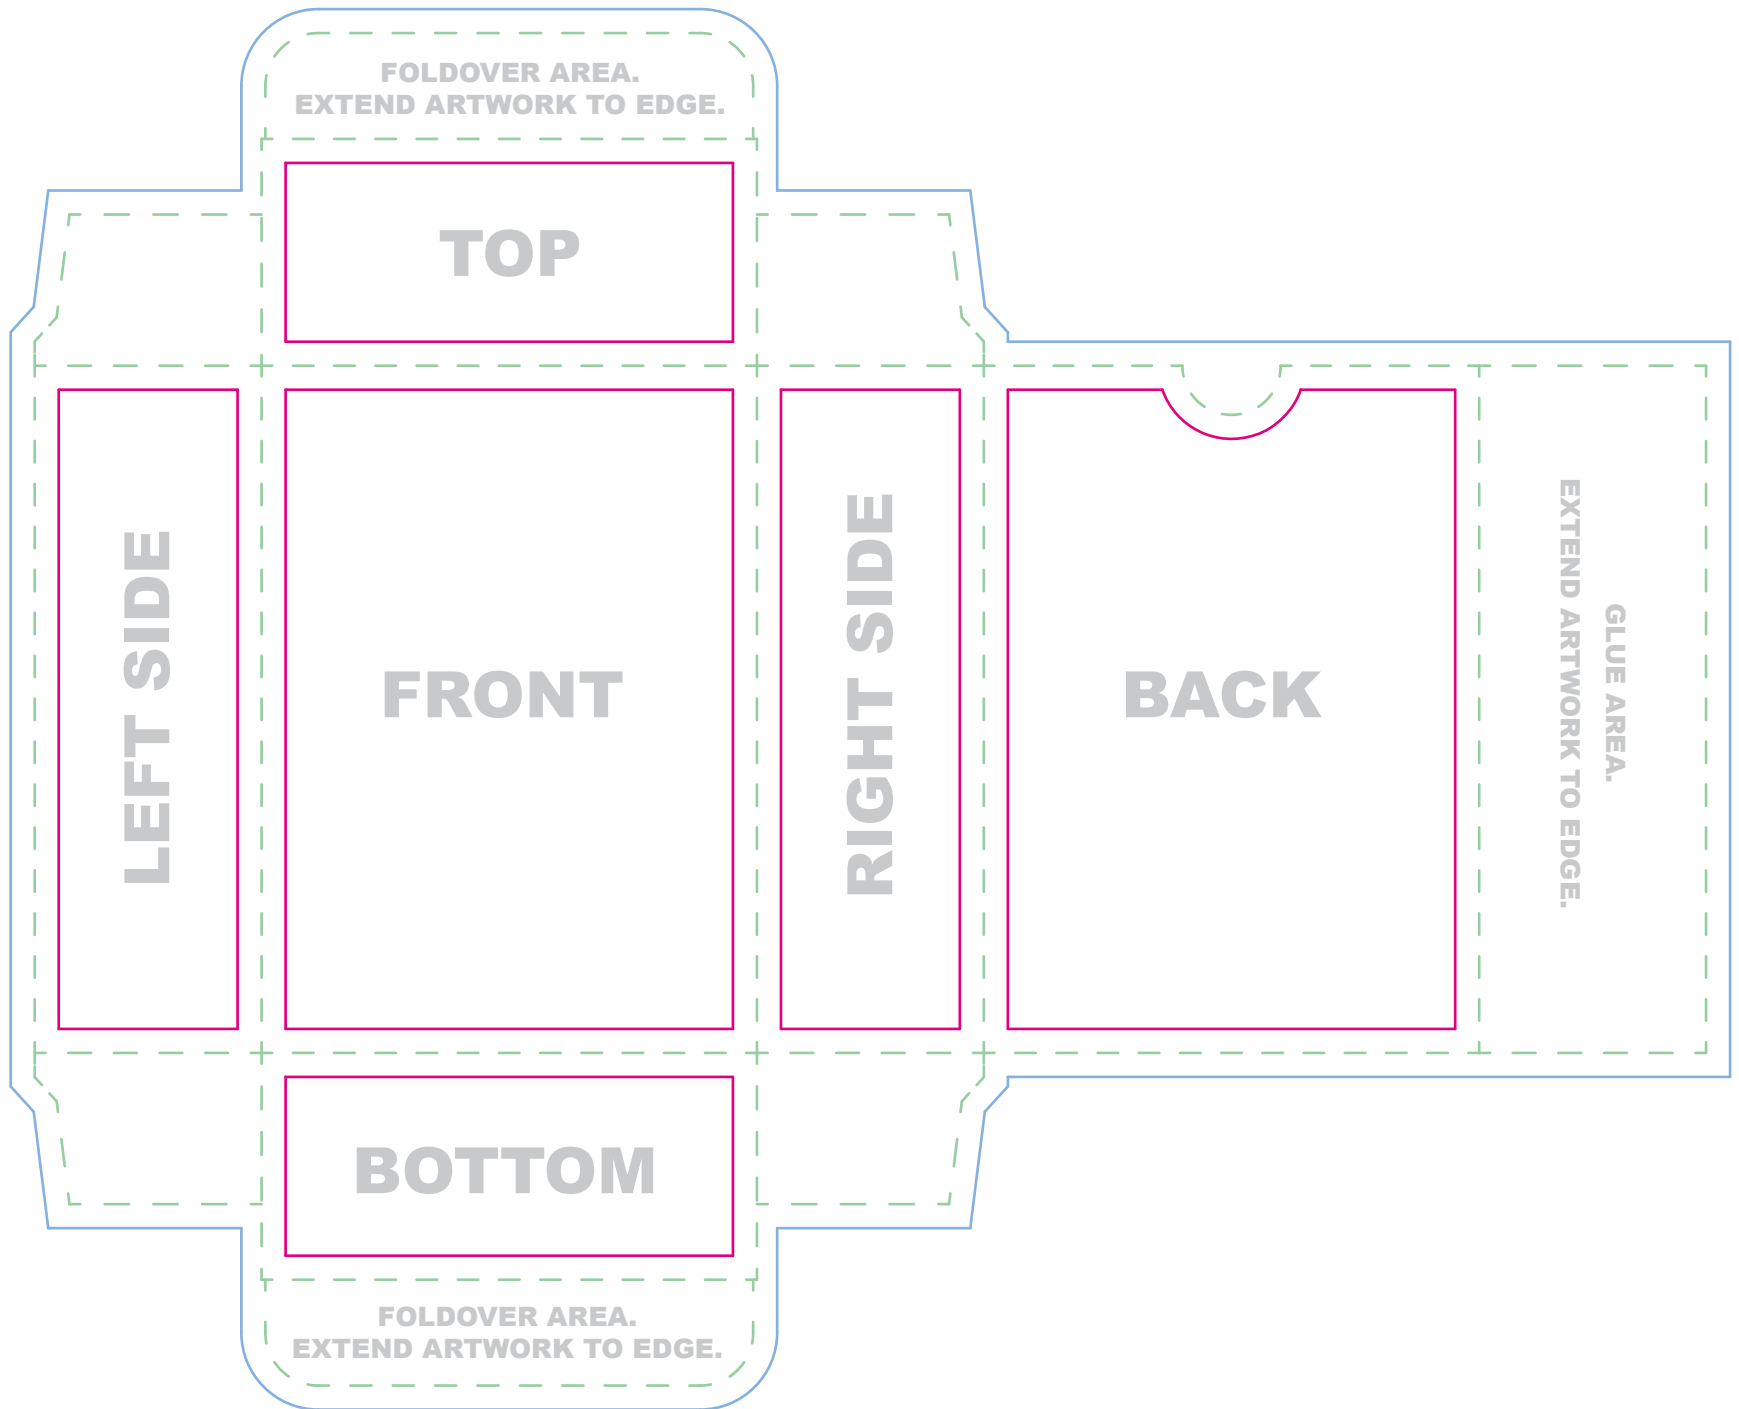 FOLDOVER AREA.
EXTEND ARTWORK TO EDGE.
TOP
LEFT SIDE
FRONT
RIGHT SIDE
BACK
GLUE AREA.
EXTEND ARTWORK TO EDGE.
BOTTOM
FOLDOVER AREA.
EXTEND ARTWORK TO EDGE.